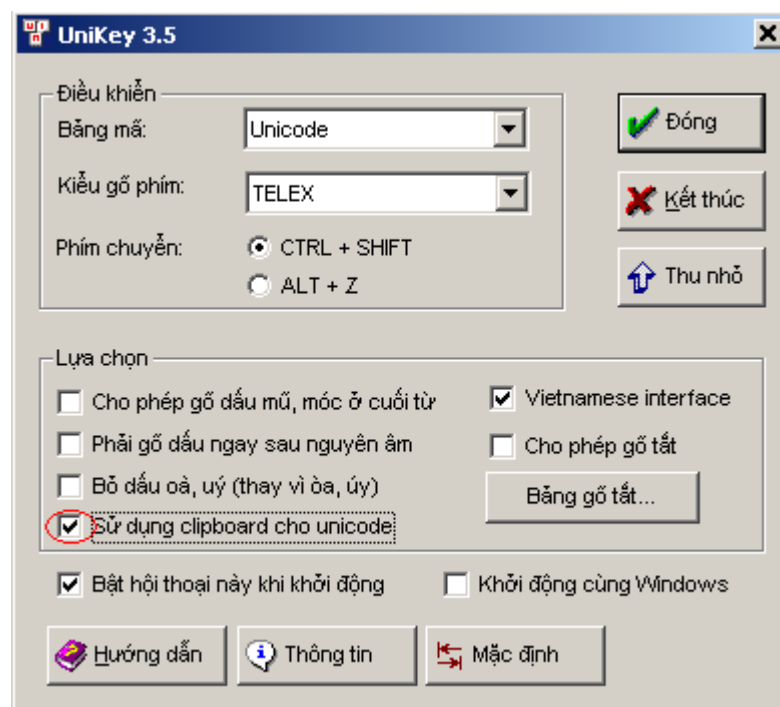 UniKey 3.5
Điều khiển
Bảng mã: Unicode
Đóng
Kiểu gõ phím: TELEX
Kết thúc
Phím chuyển: CTRL + SHIFT
ALT + Z
Thu nhỏ
Lựa chọn
Cho phép gõ dấu mũ, móc ở cuối từ
Vietnamese interface
Phải gõ dấu ngay sau nguyên âm
Cho phép gõ tắt
Bỏ dấu oà, uý (thay vì òa, úy)
Bảng gõ tắt...
Sử dụng clipboard cho unicode
Bật hội thoại này khi khởi động
Khởi động cùng Windows
Hướng dẫn
Thông tin
Mặc định